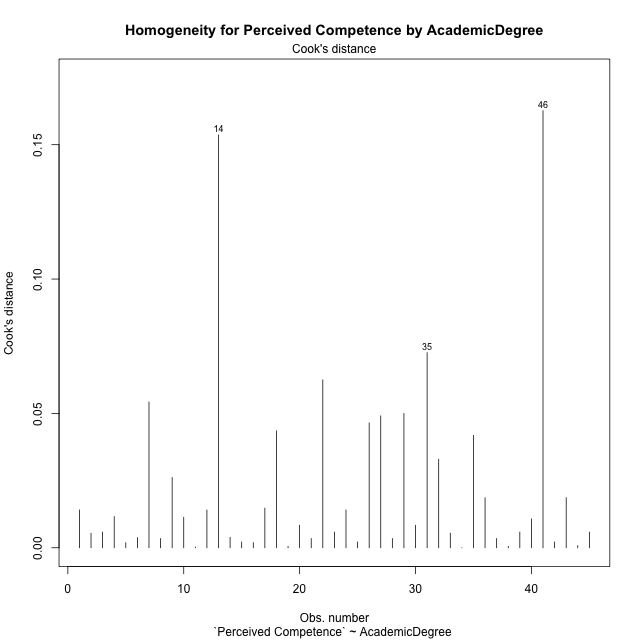 Homogeneity for Perceived Competence by AcademicDegree
Cook's distance
46
14
35
0.15
0.10
0.05
0.00
Cook's distance
0 10 20 30 40
Obs. number
`Perceived Competence` ~ AcademicDegree